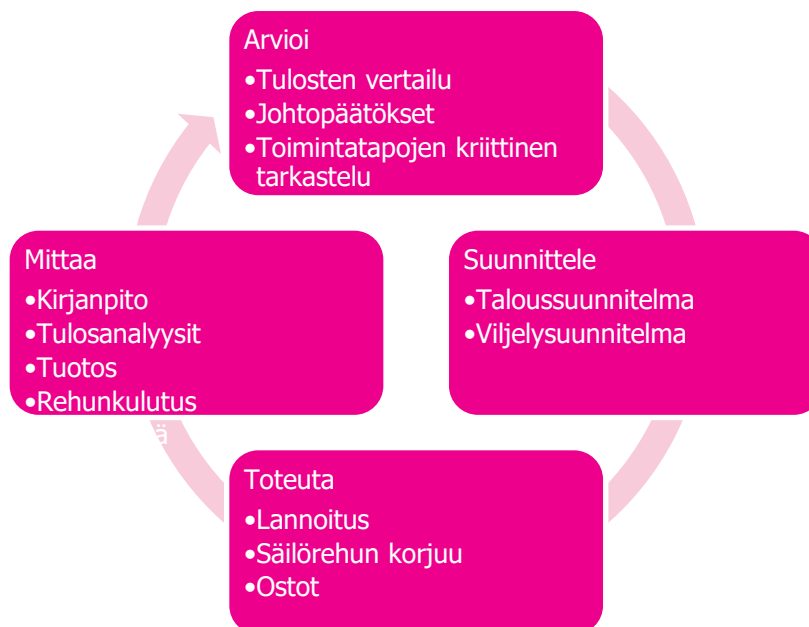 Arvioi
•Tulosten vertailu
•Johtopäätökset
•Toimintatapojen kriittinen
tarkastelu
Suunnittele
•Taloussuunnitelma
•Viljelysuunnitelma
Toteuta
•Lannoitus
•Säilörehun korjuu
•Ostot
Mittaa
•Kirjanpito
•Tulosanalyysit
•Tuotos
•Rehunkulutus